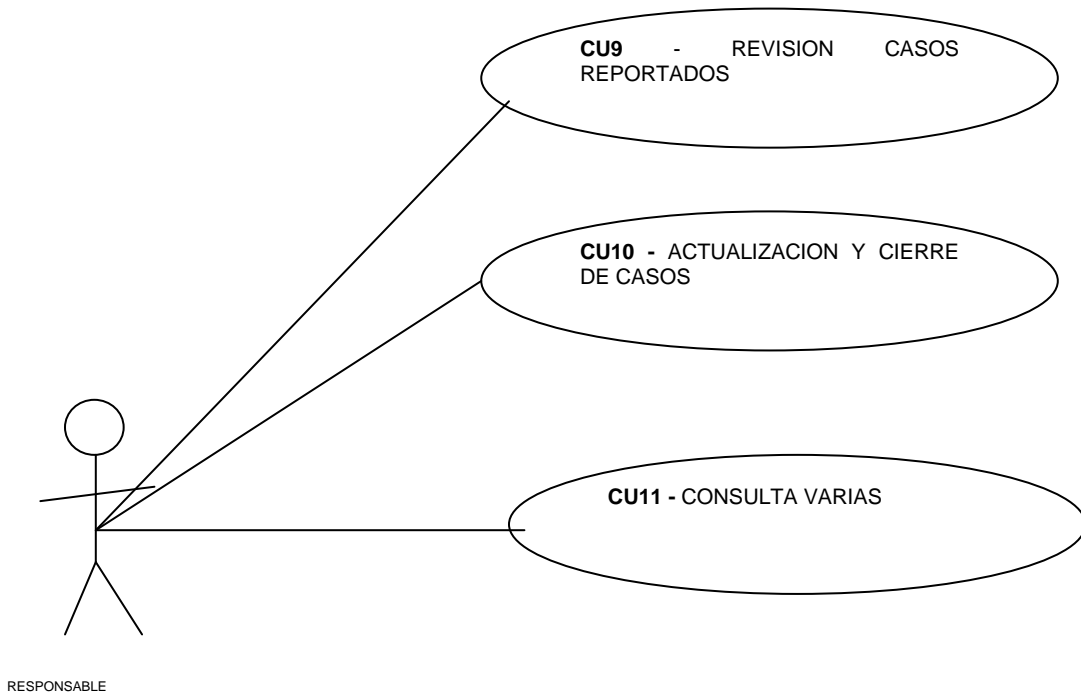 CU9 - REVISION CASOS
REPORTADOS
CU10 - ACTUALIZACION Y CIERRE
DE CASOS
CU11 - CONSULTA VARIAS
RESPONSABLE